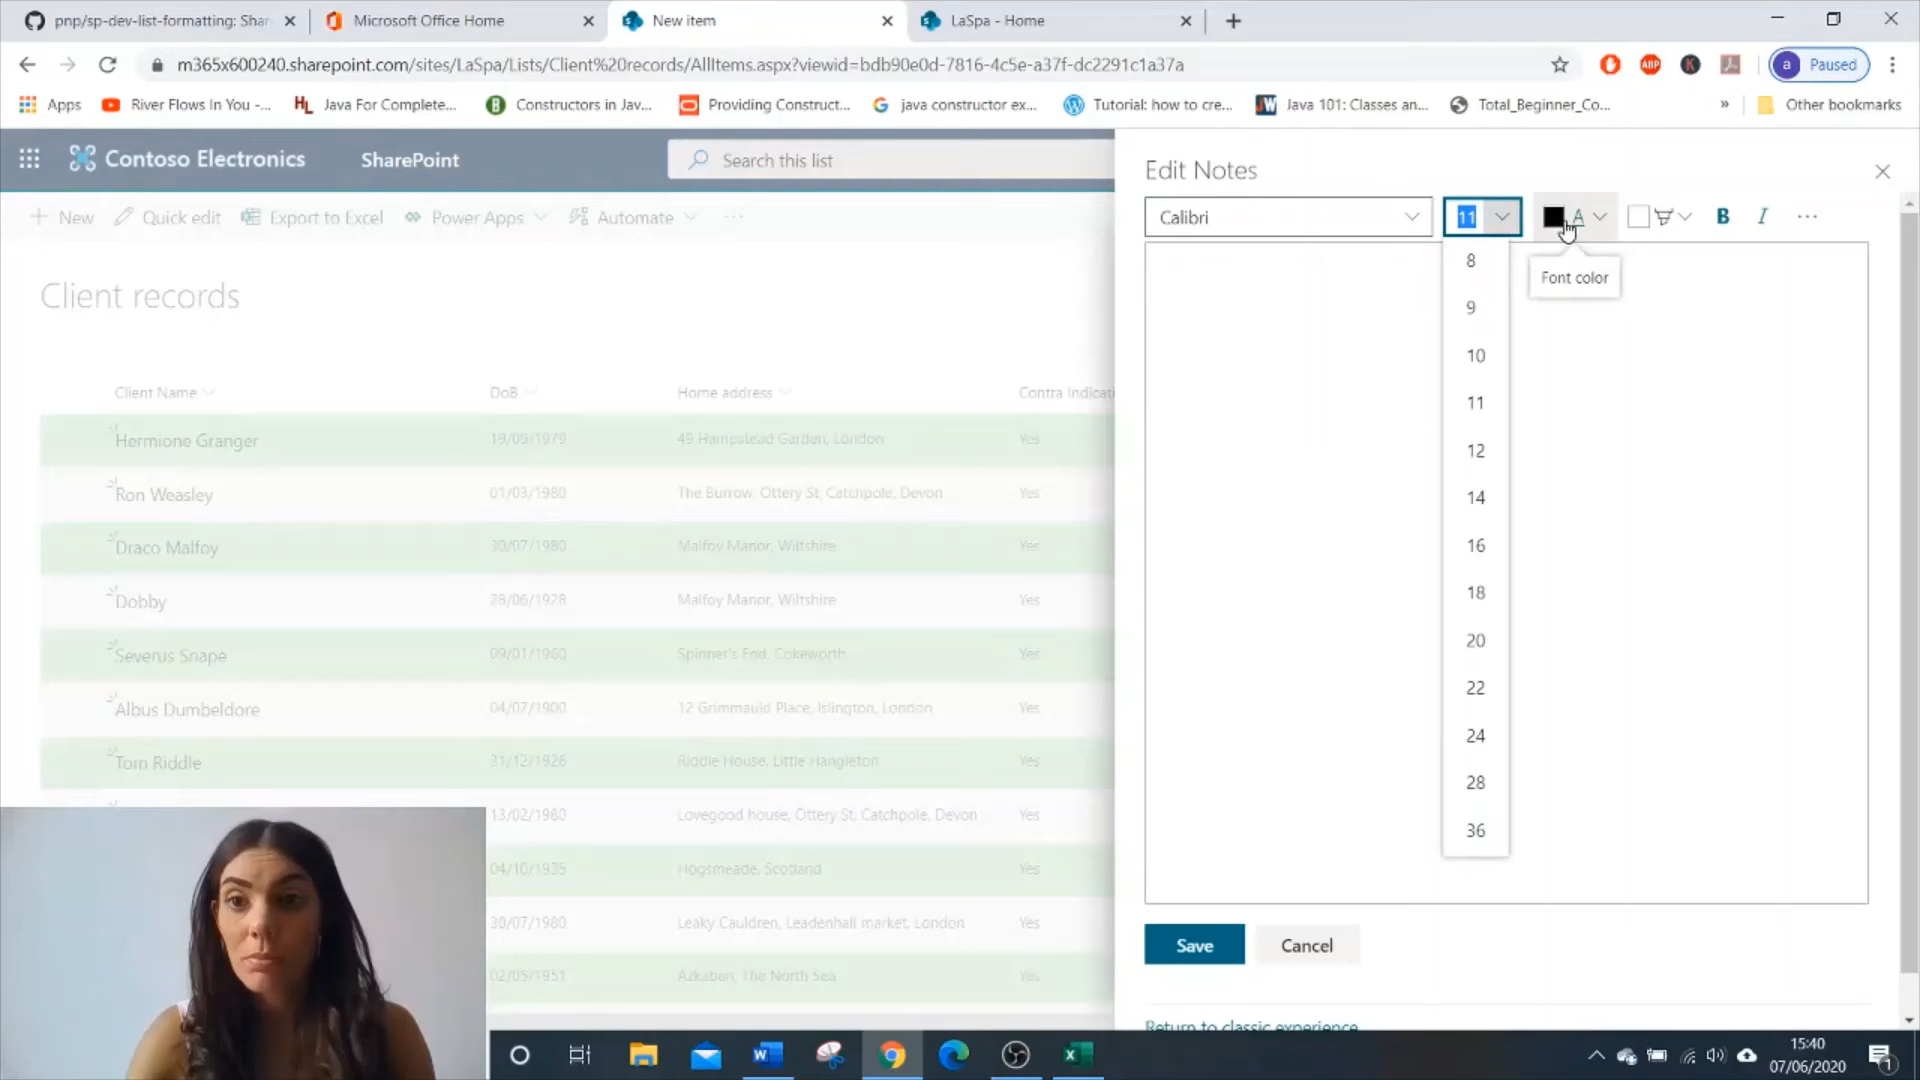 pnp/sp-dev-list-formatting: Shar
Microsoft Office Home
New item
LaSpa - Home
m365x600240.sharepoint.com/sites/LaSpa/Lists/Client%20records/AllItems.aspx?viewid=bdb90e0d-7816-4c5e-a37f-dc2291c1a37a
ABP
K
a Paused
Apps
River Flows In You -...
HL Java For Complete...
B Constructors in Jav...
Providing Construct...
G java constructor ex...
Tutorial: how to cre...
JW Java 101: Classes an...
Total_Beginner_Co...
» Other bookmarks
Contoso Electronics
SharePoint
Search this list
New
Quick edit
Export to Excel
Power Apps
Automate
Client records
Client Name DoB Home address Contra Indicati
Hermione Granger 19/09/1979 49 Hampstead Garden, London Yes
Ron Weasley 01/03/1980 The Burrow, Ottery St, Catchpole, Devon Yes
Draco Malfoy 30/07/1980 Malfoy Manor, Wiltshire Yes
Dobby 28/06/1928 Malfoy Manor, Wiltshire Yes
Severus Snape 09/01/1960 Spinner's End, Cokeworth Yes
Albus Dumbeldore 04/07/1900 12 Grimmauld Place, Islington, London Yes
Tom Riddle 31/12/1926 Riddle House, Little Hangleton Yes
13/02/1980 Lovegood house, Ottery St, Catchpole, Devon Yes
04/10/1935 Hogsmeade, Scotland Yes
30/07/1980 Leaky Cauldren, Leadenhall market, London Yes
02/05/1951 Azkaban, The North Sea Yes
Edit Notes
Calibri 11 A B I ...
Font color
8
9
10
11
12
14
16
18
20
22
24
28
36
Save Cancel
Return to classic experience
15:40
07/06/2020
1